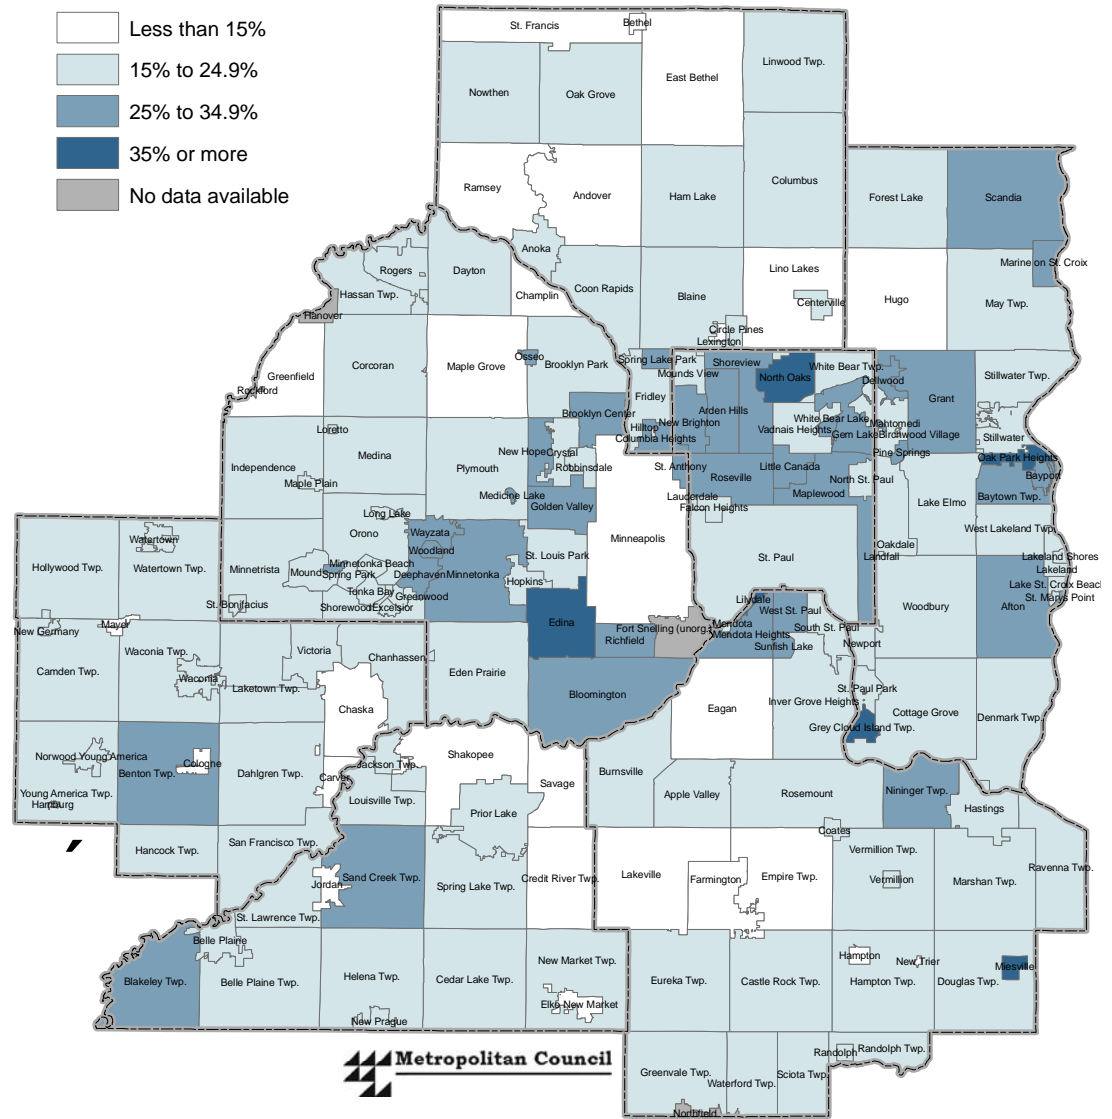 Less than 15%
15% to 24.9%
25% to 34.9%
35% or more
No data available
St. Francis
Bethel
East Bethel
Linwood Twp.
Nowthen
Oak Grove
Ramsey
Andover
Ham Lake
Columbus
Forest Lake
Scandia
Anoka
Marine on St. Croix
Rogers
Dayton
Lino Lakes
Hassan Twp.
Champlin
Coon Rapids
Blaine
Centerville
Hugo
May Twp.
Hanover
Circle Pines
Lexington
Corcoran
Maple Grove
Osseo
Brooklyn Park
Spring Lake Park
Shoreview
White Bear Twp.
Greenfield
Mounds View
North Oaks
Dellwood
Stillwater Twp.
Rockford
Fridley
Grant
Brooklyn Center
Arden Hills
White Bear Lake
Mahtomedi
Loretto
Hilltop
New Brighton
Vadnais Heights
Gem Lake
Birchwood Village
Stillwater
Columbia Heights
Medina
New Hope
Crystal
Pine Springs
Oak Park Heights
Independence
Plymouth
Robbinsdale
St. Anthony
Roseville
Little Canada
North St. Paul
Bayport
Maple Plain
Medicine Lake
Golden Valley
Lauderdale
Maplewood
Lake Elmo
Baytown Twp.
Falcon Heights
Long Lake
Orono
Wayzata
Minneapolis
West Lakeland Twp.
Watertown
Woodland
St. Louis Park
St. Paul
Oakdale
Landfall
Lakeland Shores
Hollywood Twp.
Watertown Twp.
Minnetrista
Mound
Minnetonka Beach
Spring Park
Deephaven
Minnetonka
Hopkins
Lakeland
Tonka Bay
Greenwood
Lake St. Croix Beach
St. Bonifacius
Shorewood
Excelsior
Lilydale
West St. Paul
Woodbury
Afton
St. Marys Point
New Germany
Mayer
Edina
Fort Snelling (unorg.)
Mendota
South St. Paul
Richfield
Mendota Heights
Sunfish Lake
Newport
Waconia Twp.
Victoria
Chanhassen
Camden Twp.
Waconia
Laketown Twp.
Eden Prairie
Bloomington
St. Paul Park
Chaska
Eagan
Inver Grove Heights
Cottage Grove
Denmark Twp.
Grey Cloud Island Twp.
Norwood Young America
Cologne
Shakopee
Benton Twp.
Dahlgren Twp.
Carver
Jackson Twp.
Savage
Burnsville
Young America Twp.
Hamburg
Louisville Twp.
Prior Lake
Apple Valley
Rosemount
Nininger Twp.
Hastings
Coates
Hancock Twp.
San Francisco Twp.
Vermillion Twp.
Ravenna Twp.
Jordan
Sand Creek Twp.
Spring Lake Twp.
Credit River Twp.
Lakeville
Farmington
Empire Twp.
Vermillion
Marshan Twp.
St. Lawrence Twp.
Belle Plaine
Blakeley Twp.
Belle Plaine Twp.
Helena Twp.
Cedar Lake Twp.
New Market Twp.
Eureka Twp.
Castle Rock Twp.
Hampton
New Trier
Hampton Twp.
Douglas Twp.
Miesville
Elko New Market
New Prague
Metropolitan Council
Randolph
Randolph Twp.
Greenvale Twp.
Waterford Twp.
Sciota Twp.
Northfield